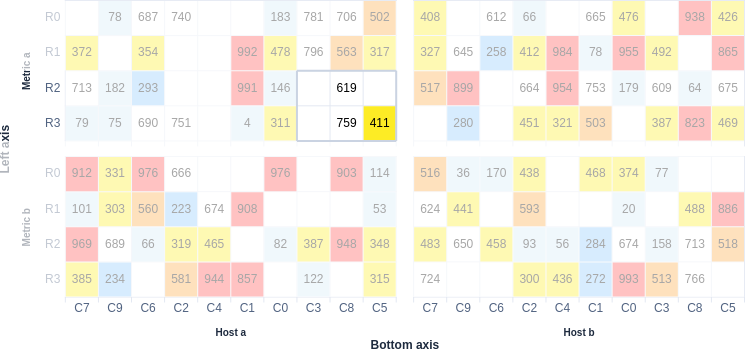 R0 78 687 740 183 781 706 502 408 612 66 665 476 938 426
R1 372 354 992 478 796 563 317 327 645 258 412 984 78 955 492 865
R2 713 182 293 991 146 619 517 899 664 954 753 179 609 64 675
R3 79 75 690 751 4 311 759 411 280 451 321 503 387 823 469
Metric a
R0 912 331 976 666 976 903 114 516 36 170 438 468 374 77
R1 101 303 560 223 674 908 53 624 441 593 20 488 886
R2 969 689 66 319 465 82 387 948 348 483 650 458 93 56 284 674 158 713 518
R3 385 234 581 944 857 122 315 724 300 436 272 993 513 766
Metric b
Left axis
C7 C9 C6 C2 C4 C1 C0 C3 C8 C5 C7 C9 C6 C2 C4 C1 C0 C3 C8 C5
Host a Host b
Bottom axis